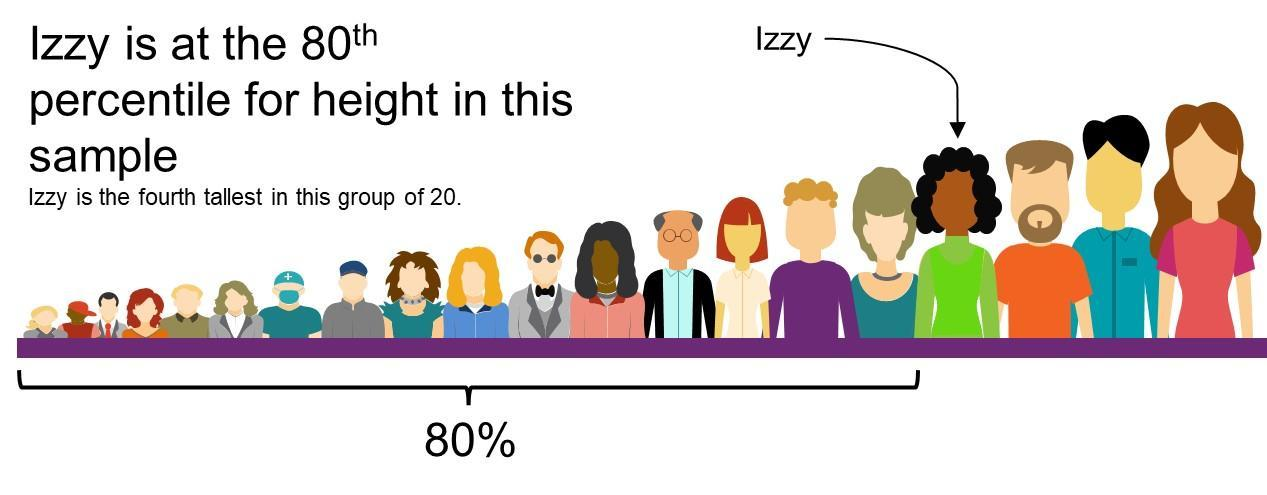 Izzy is at the 80th
percentile for height in this
sample
Izzy is the fourth tallest in this group of 20.
Izzy
80%